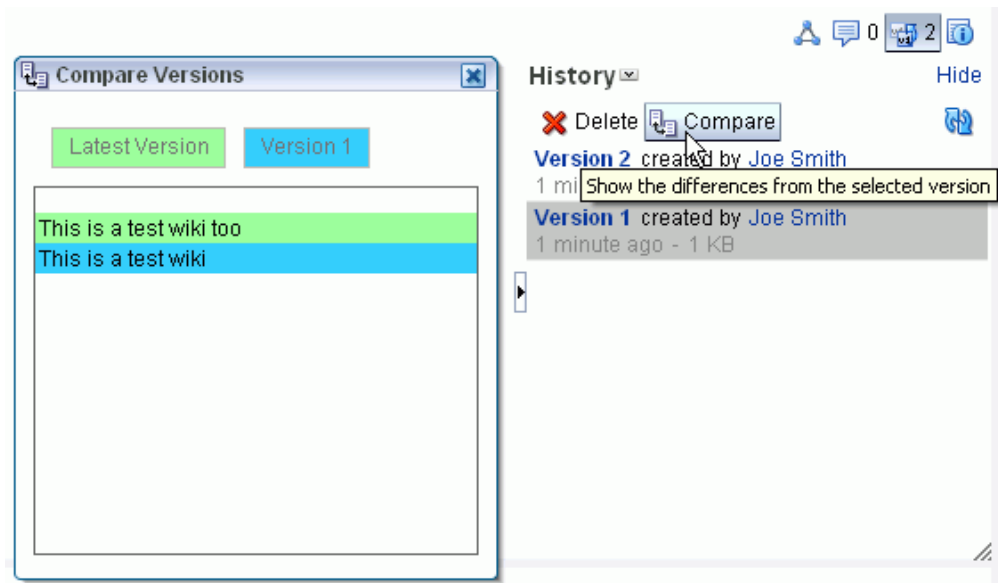 0
2
Compare Versions
Latest Version
Version 1
This is a test wiki too
This is a test wiki
History
Hide
Delete
Compare
Version 2 created by Joe Smith
1 mi
Show the differences from the selected version
Version 1 created by Joe Smith
1 minute ago - 1 KB